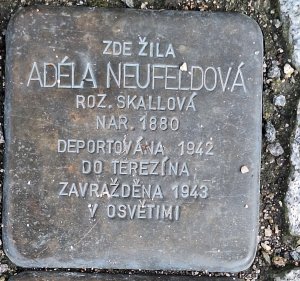 ZDE ŽILA
ADÉLA NEUFELDOVÁ
ROZ. SKALLOVÁ
NAR. 1880
DEPORTOVÁNA 1942
DO TEREZÍNA
ZAVRAŽDĚNA 1943
V OSVĚTIMI